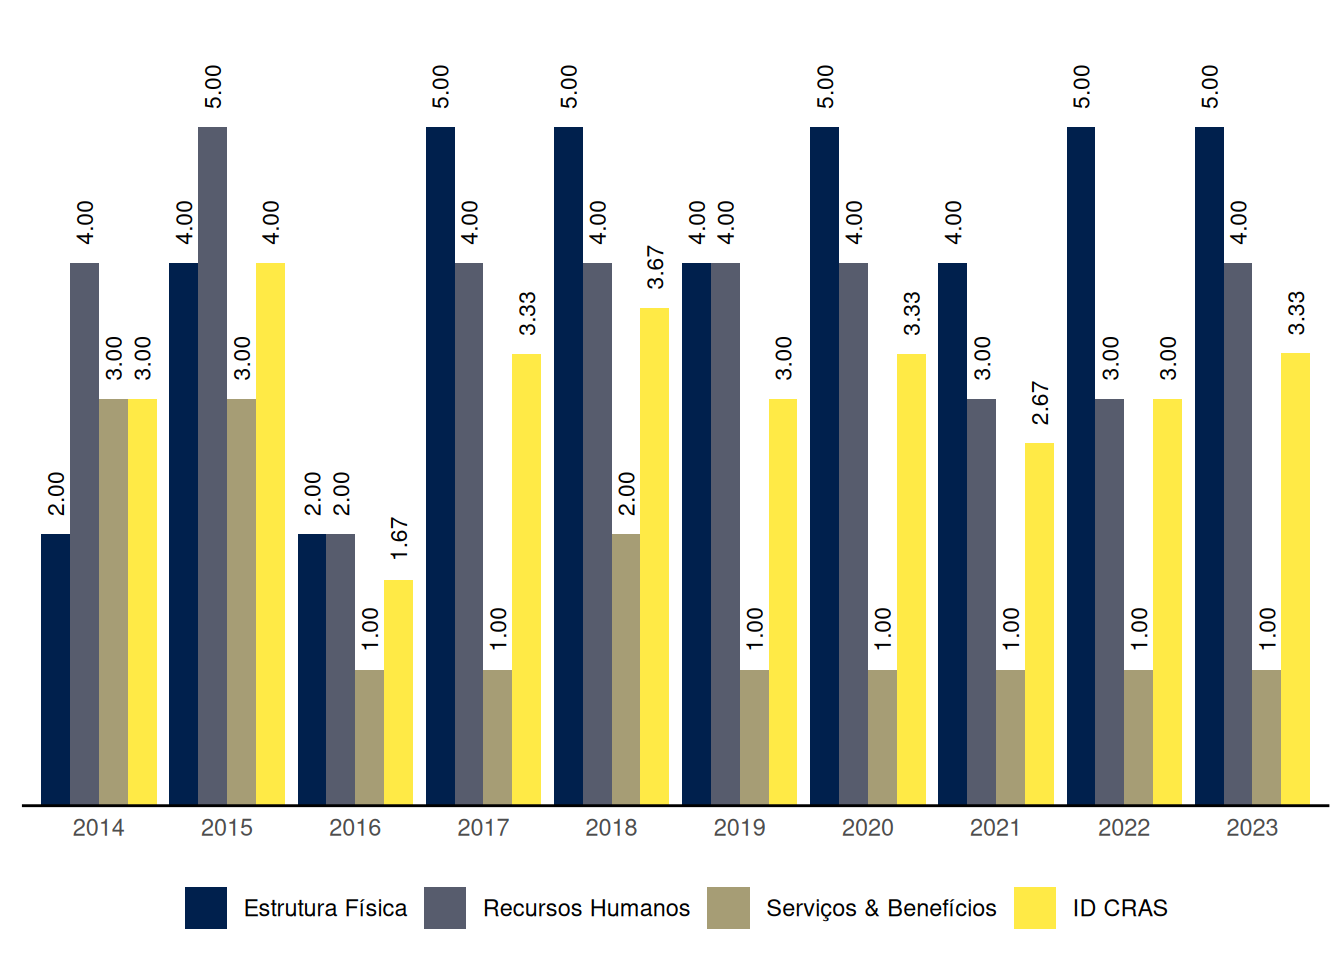 5.00 5.00 5.00 5.00 5.00 5.00
4.00 4.00 4.00 4.00 4.00 4.00 4.00 4.00 4.00 4.00
3.67
3.33 3.33 3.33
3.00 3.00 3.00 3.00 3.00 3.00 3.00
2.67
2.00 2.00 2.00 2.00
1.67
1.00 1.00 1.00 1.00 1.00 1.00 1.00
2014 2015 2016 2017 2018 2019 2020 2021 2022 2023
Estrutura Física Recursos Humanos Serviços & Benefícios ID CRAS